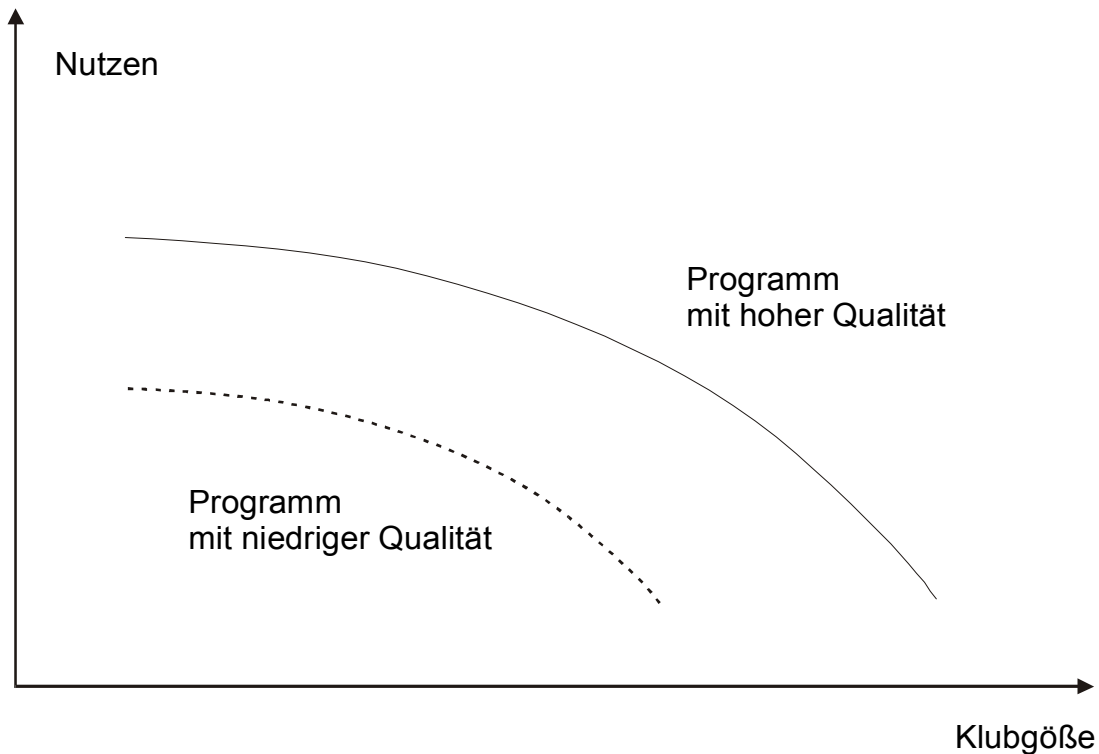 Nutzen
Programm
mit hoher Qualität
Programm
mit niedriger Qualität
Klubgöße